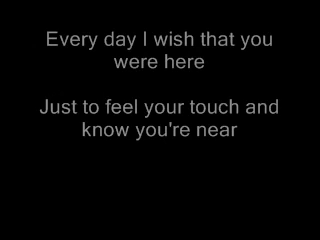 Every day I wish that you
were here
Just to feel your touch and
know you're near